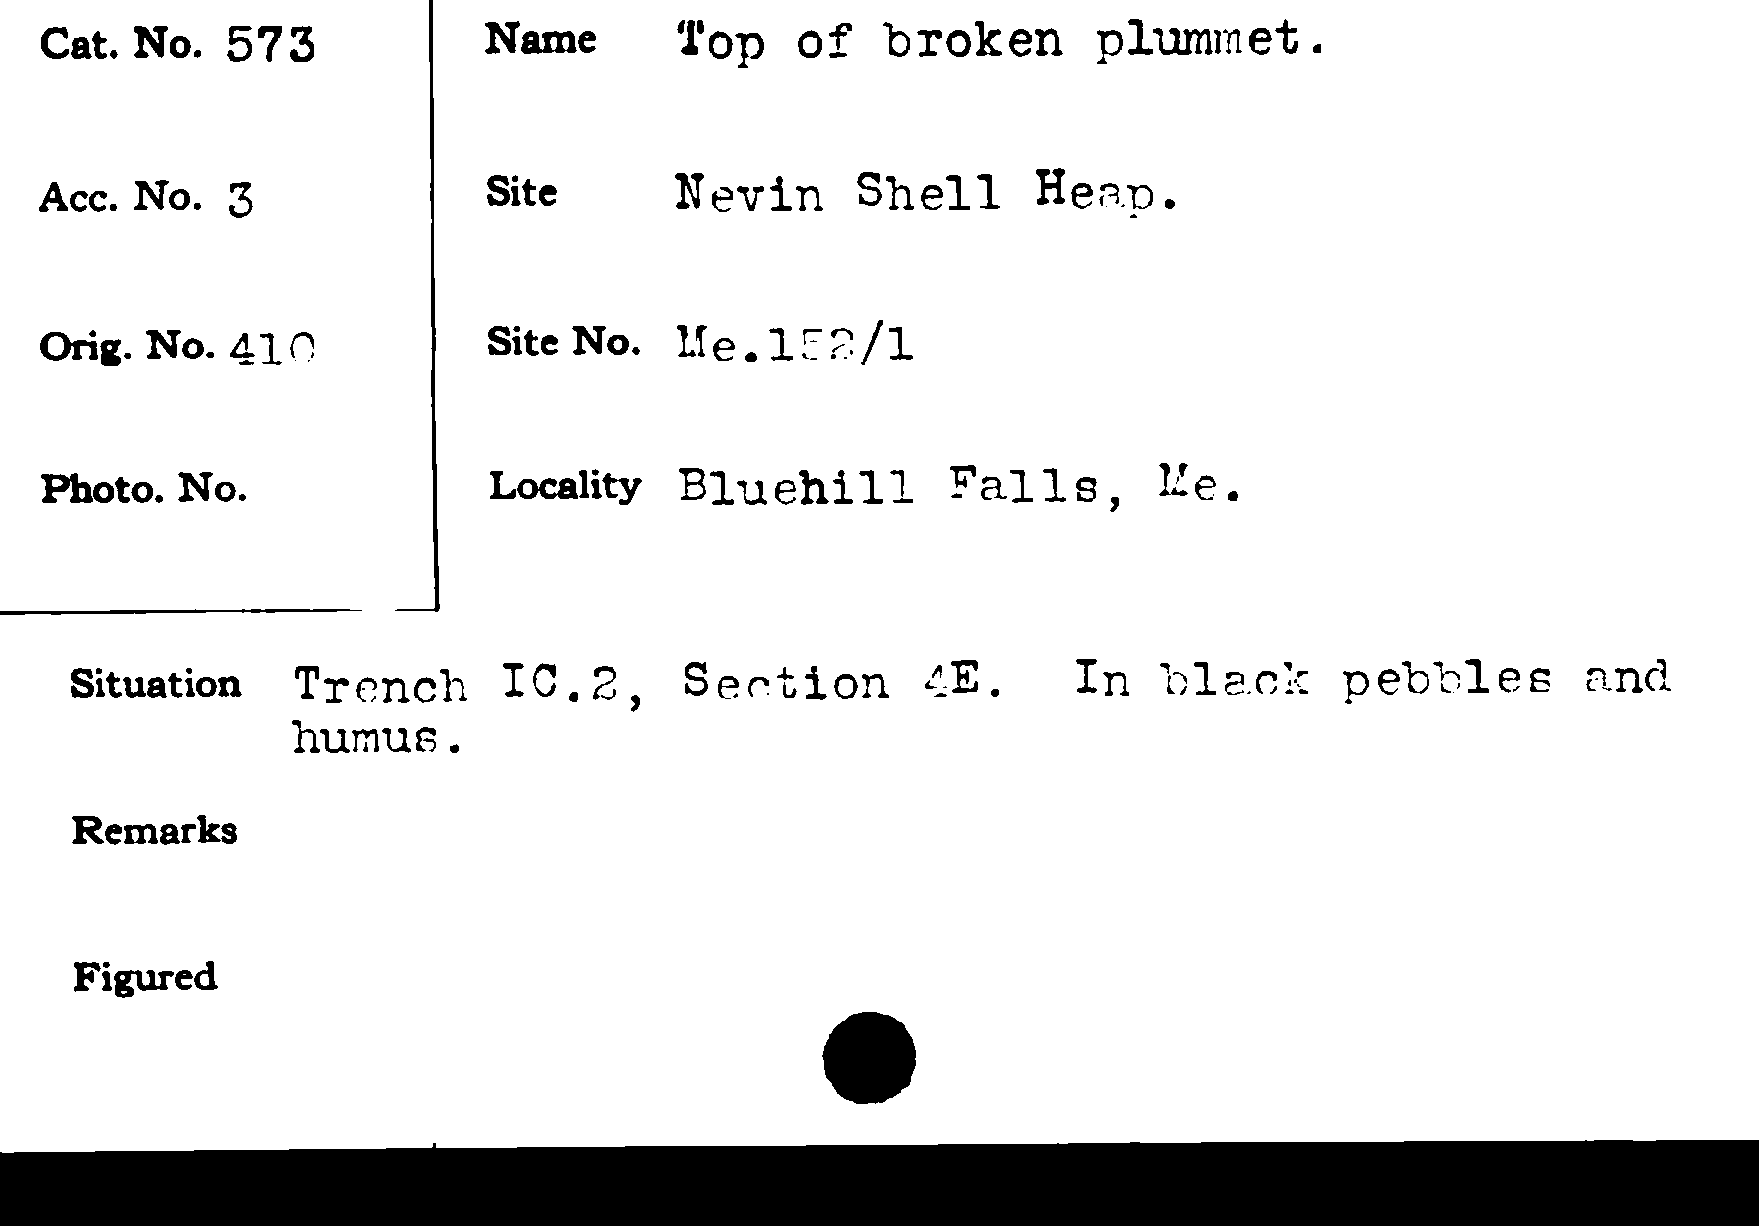 Cat. No. 573
Name Top of broken plummet.
Acc. No. 3
Site Nevin Shell Heap.
Orig. No. 410
Site No. Me.152/1
Photo. No.
Locality Bluehill Falls, Me.
Situation Trench IC.2, Section 4E. In black pebbles and
humus.
Remarks
Figured